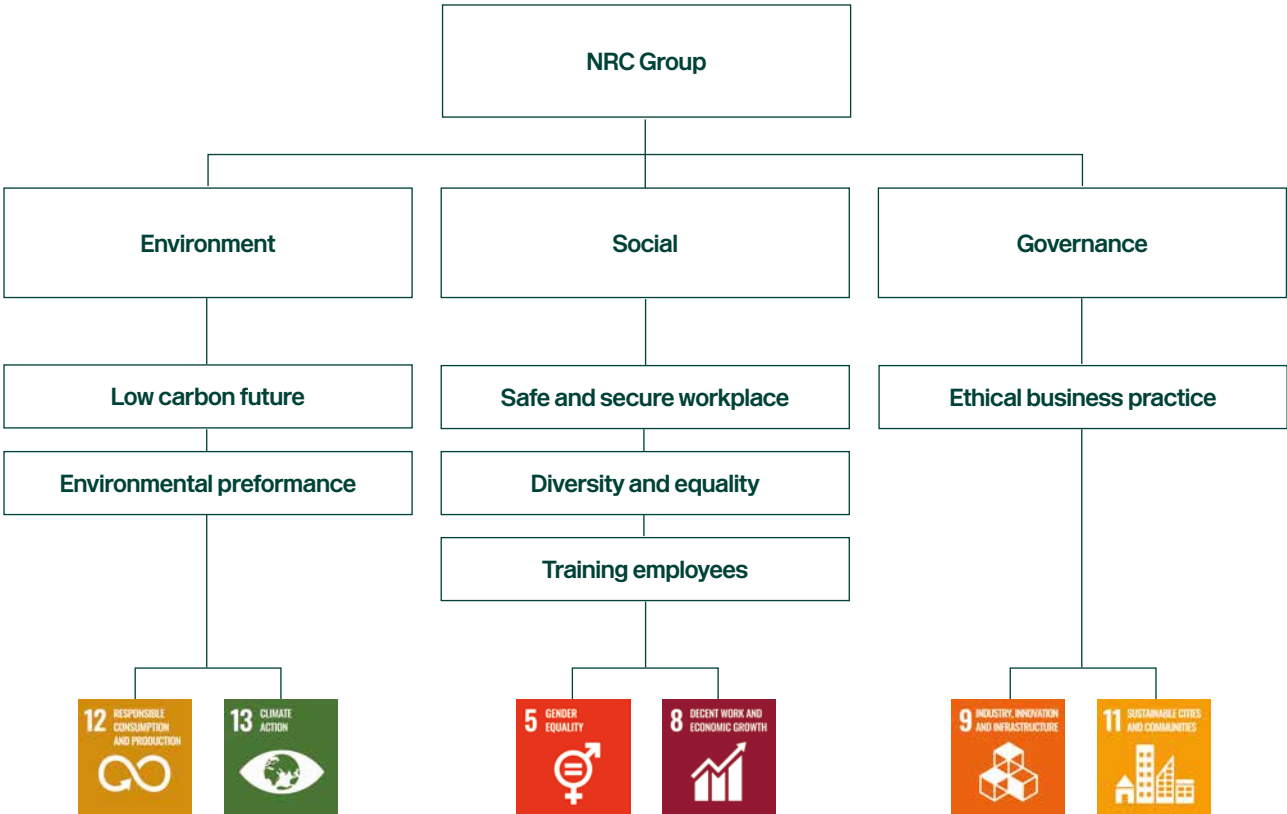 NRC Group
Environment
Social
Governance
Low carbon future
Safe and secure workplace
Ethical business practice
Environmental preformance
Diversity and equality
Training employees
12 RESPONSIBLE
CONSUMPTION
AND PRODUCTION
13 CLIMATE
ACTION
5 GENDER
EQUALITY
8 DECENT WORK AND
ECONOMIC GROWTH
9 INDUSTRY, INNOVATION
AND INFRASTRUCTURE
11 SUSTAINABLE CITIES
AND COMMUNITIES